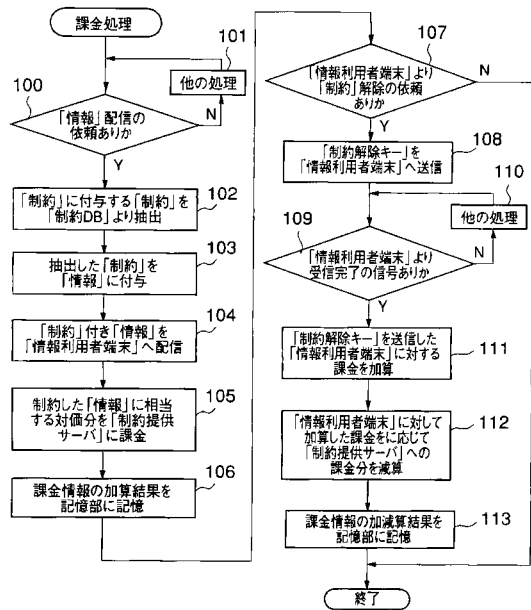 課金処理
101
他の処理
100
「情報」配信の
依頼ありか
N
Y
「制約」に付与する「制約」を
「制約DB」より抽出
102
103
抽出した「制約」を
「情報」に付与
104
「制約」付き「情報」を
「情報利用者端末」へ配信
105
制約した「情報」に相当
する対価分を「制約提供
サーバ」に課金
106
課金情報の加算結果を
記憶部に記憶
107
「情報利用者端末」より
「制約」解除の依頼
ありか
N
Y
108
「制約解除キー」を
「情報利用者端末」へ送信
110
他の処理
109
「情報利用者端末」より
受信完了の信号ありか
N
Y
「制約解除キー」を送信した
「情報利用者端末」に対する
課金を加算
111
「情報利用者端末」に対して
加算した課金をに応じて
「制約提供サーバ」への
課金分を減算
112
課金情報の加減算結果を
記憶部に記憶
113
終了